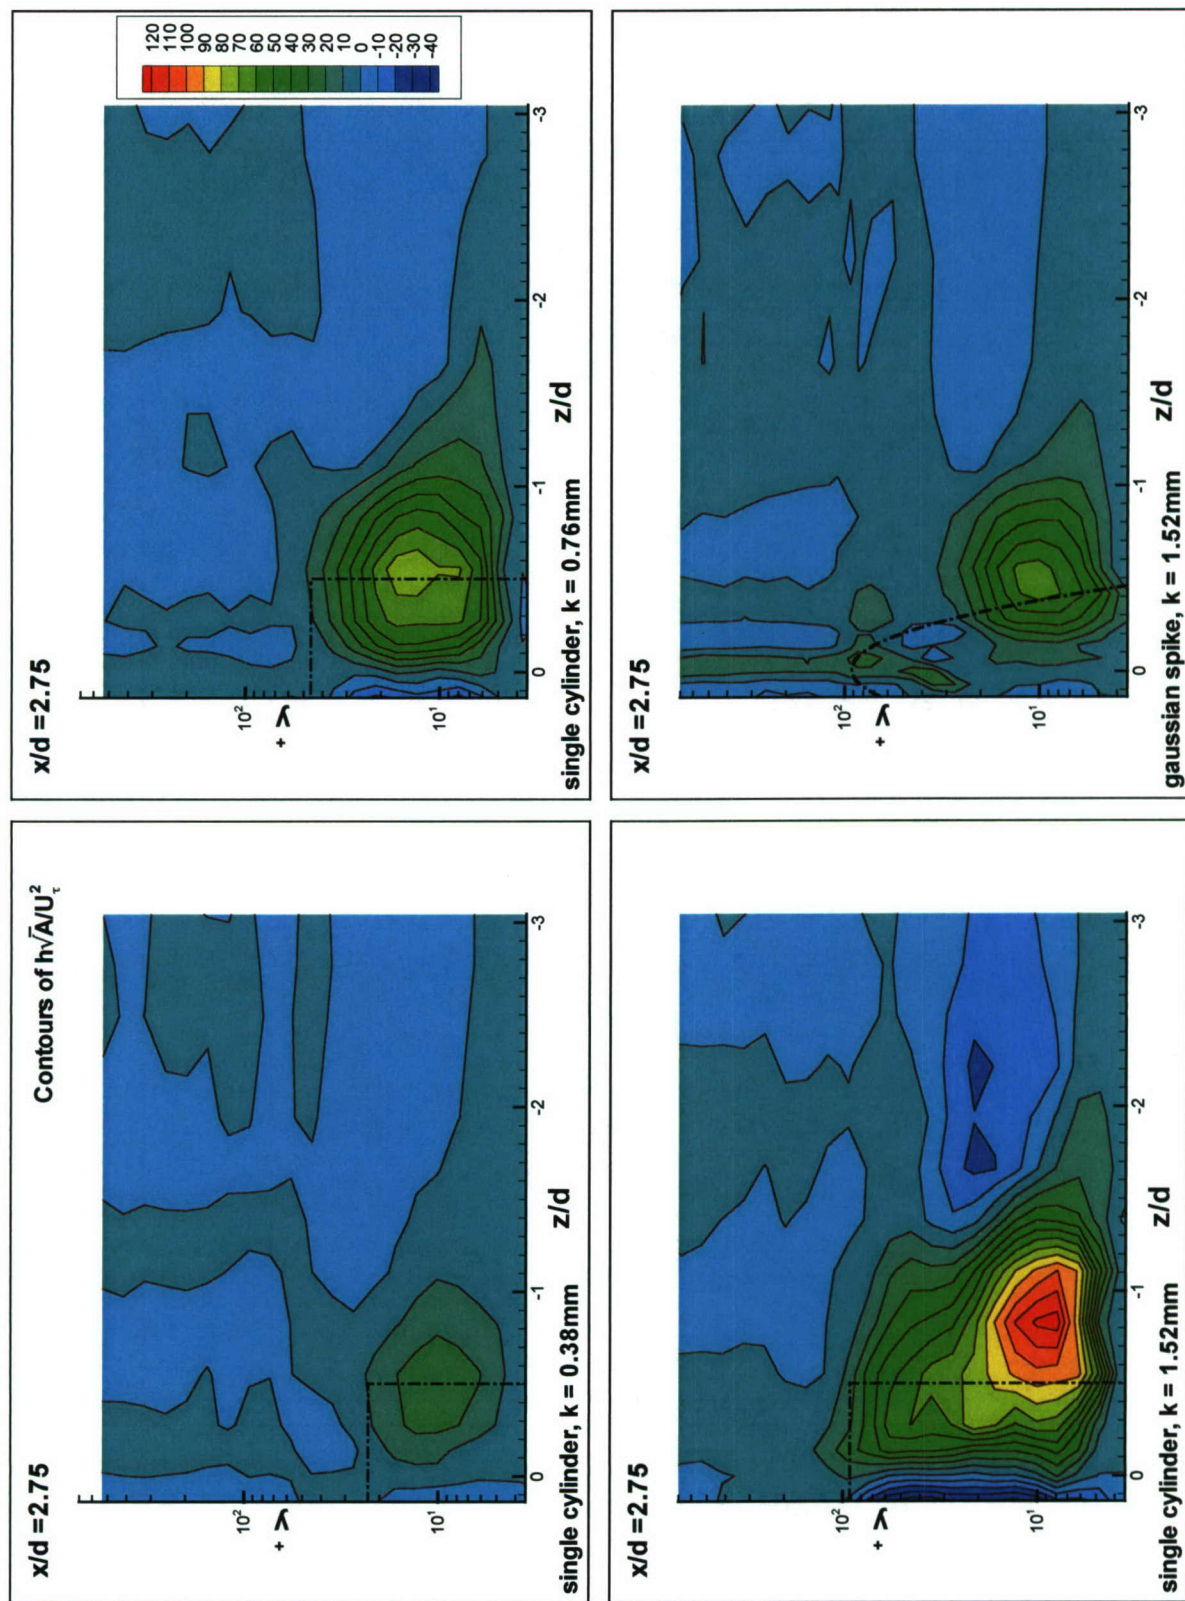 x/d =2.75
Contours of h√A/U²τ
10²
y+
10¹
0
-1
-2
-3
z/d
single cylinder, k = 0.38mm
x/d =2.75
120
110
100
90
80
70
60
50
40
30
20
10
0
-10
-20
-30
-40
10²
y+
10¹
0
-1
-2
-3
z/d
single cylinder, k = 0.76mm
x/d =2.75
10²
y+
10¹
0
-1
-2
-3
z/d
single cylinder, k = 1.52mm
x/d =2.75
10²
y+
10¹
0
-1
-2
-3
z/d
gaussian spike, k = 1.52mm